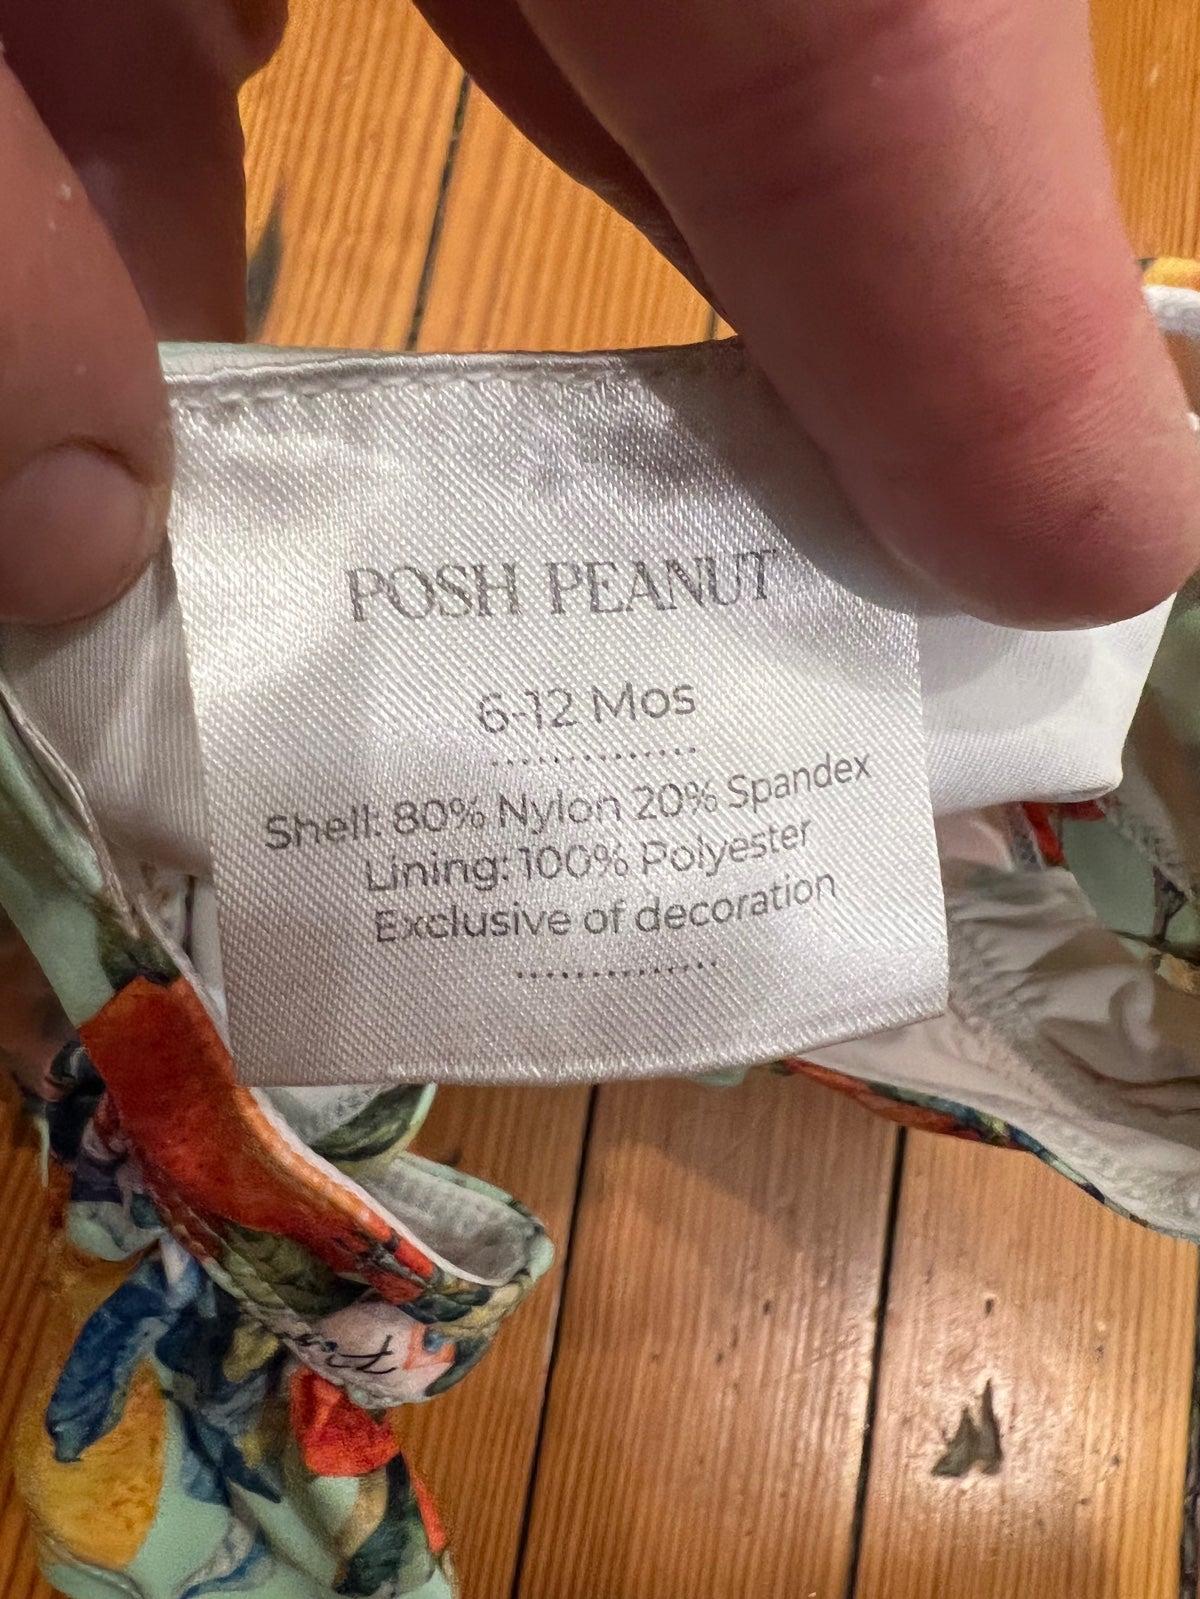 POSH PEANUT
6-12 Mos
Shell: 80% Nylon 20% Spandex
Lining: 100% Polyester
Exclusive of decoration